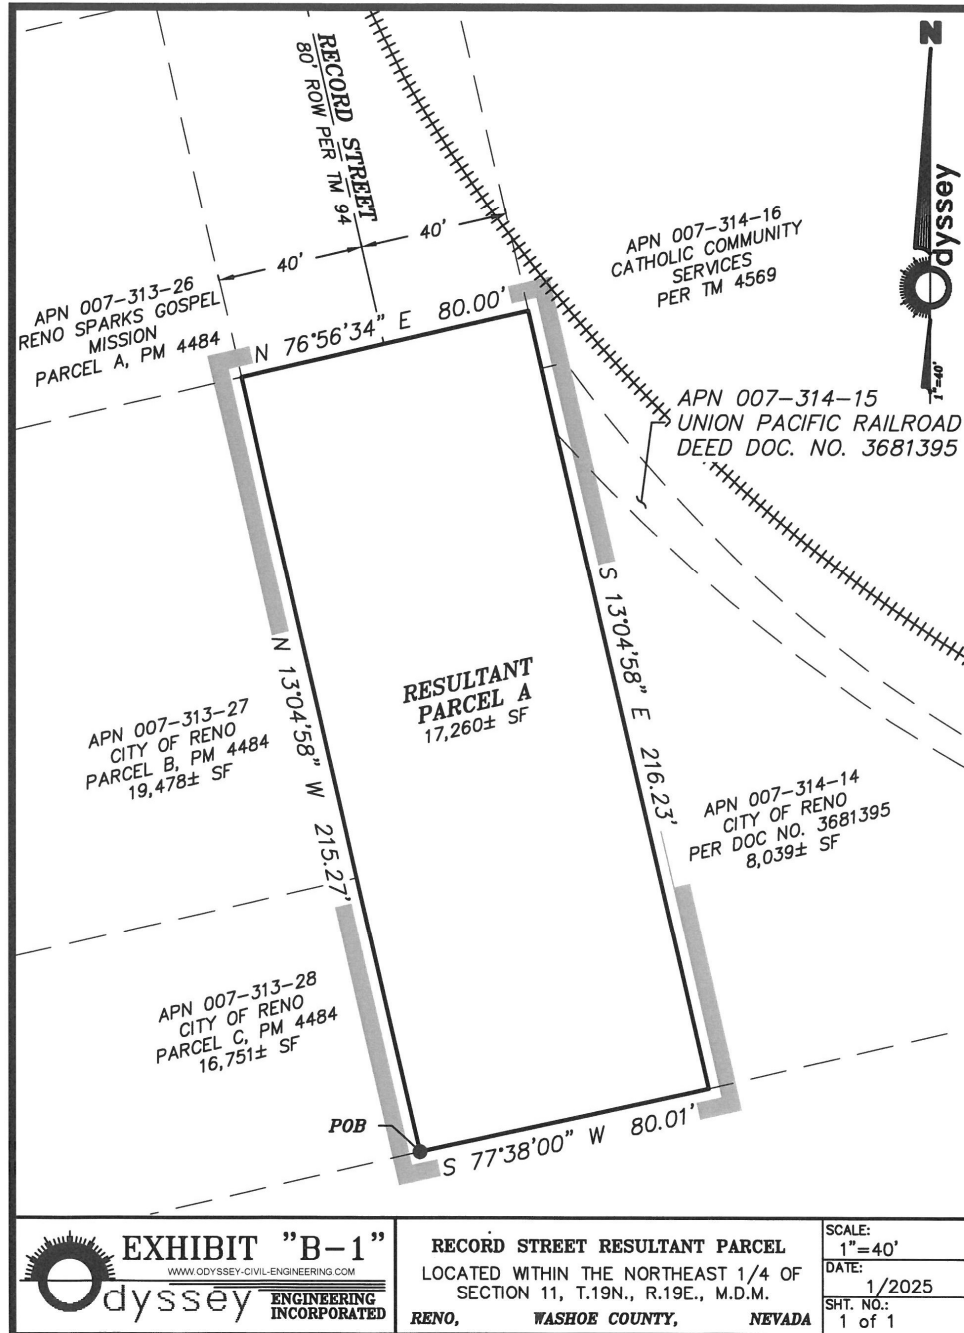 RECORD STREET
80' ROW PER TM 94
N
dyssey
1"=40'
40'
40'
APN 007-314-16
CATHOLIC COMMUNITY
SERVICES
PER TM 4569
APN 007-313-26
RENO SPARKS GOSPEL
MISSION
PARCEL A, PM 4484
N 76°56'34" E 80.00'
APN 007-314-15
UNION PACIFIC RAILROAD
DEED DOC. NO. 3681395
S 13°04'58" E 216.23'
N 13°04'58" W 215.27'
RESULTANT
PARCEL A
17,260± SF
APN 007-313-27
CITY OF RENO
PARCEL B, PM 4484
19,478± SF
APN 007-314-14
CITY OF RENO
PER DOC NO. 3681395
8,039± SF
APN 007-313-28
CITY OF RENO
PARCEL C, PM 4484
16,751± SF
POB
S 77°38'00" W 80.01'
EXHIBIT "B-1"
WWW.ODYSSEY-CIVIL-ENGINEERING.COM
dyssey
ENGINEERING
INCORPORATED
RECORD STREET RESULTANT PARCEL
LOCATED WITHIN THE NORTHEAST 1/4 OF
SECTION 11, T.19N., R.19E., M.D.M.
RENO, WASHOE COUNTY, NEVADA
SCALE:
1"=40'
DATE:
1/2025
SHT. NO.:
1 of 1